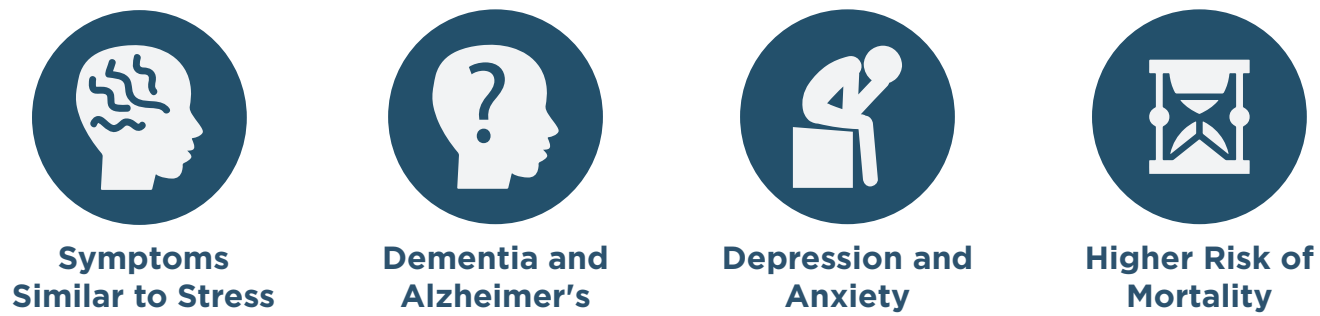 ?
Symptoms
Similar to Stress
Dementia and
Alzheimer's
Depression and
Anxiety
Higher Risk of
Mortality